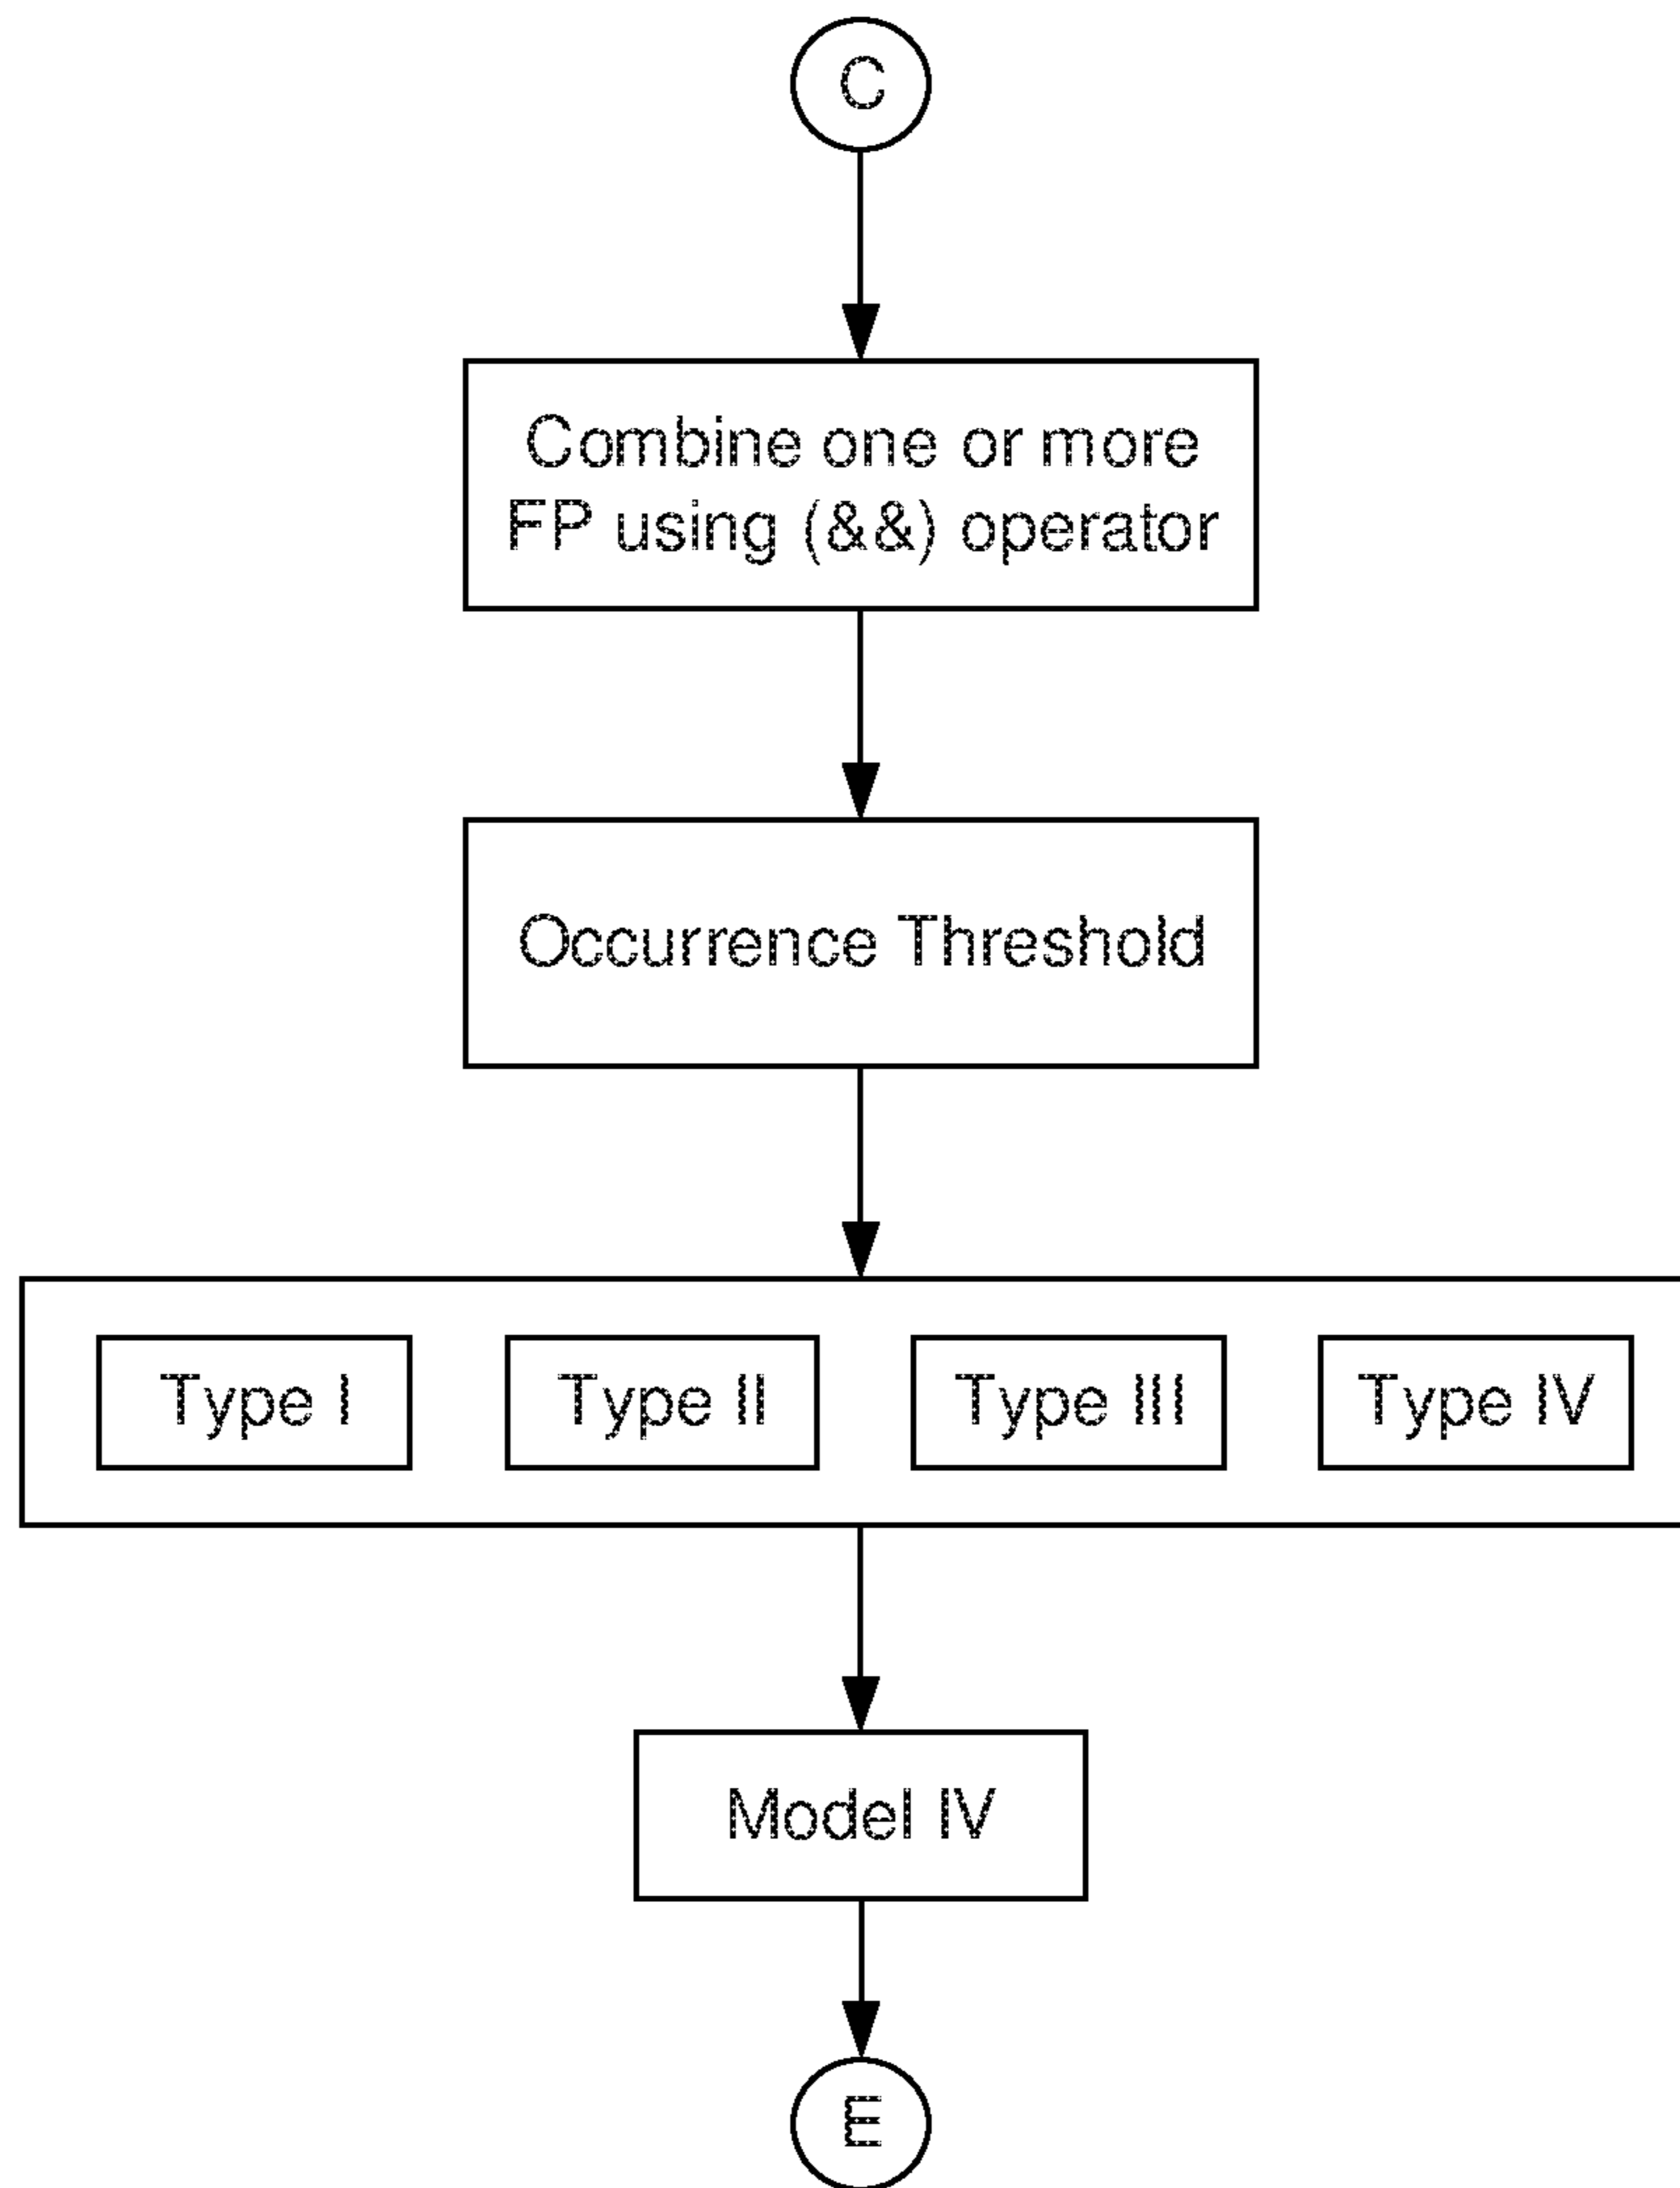 C
Combine one or more
FP using (&&) operator
Occurrence Threshold
Type I
Type II
Type III
Type IV
Model IV
E